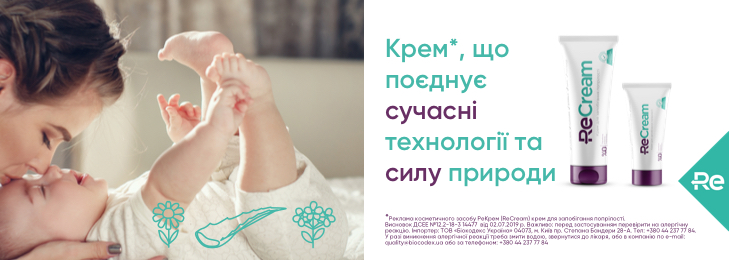 Крем*, що
поєднує
сучасні
технології та
силу природи
ReCream
ReCream
Re
*Реклама косметичного засобу РеКрем (ReCream) крем для запобігання попрілості.
Висновок ДСЕЕ №12.2-18-3 14477 від 02.07.2019 р. Важливо: перед застосуванням перевірити на алергічну
реакцію. Імпортер: ТОВ «Біокодекс Україна» 04073, м. Київ пр. Степана Бандери 28-А. Тел: +380 44 237 77 84.
У разі виникнення алергічної реакції треба змити водою, звернутися до лікаря, або в компанію по e-mail:
quality@biocodex.ua або за телефоном: +380 44 237 77 84